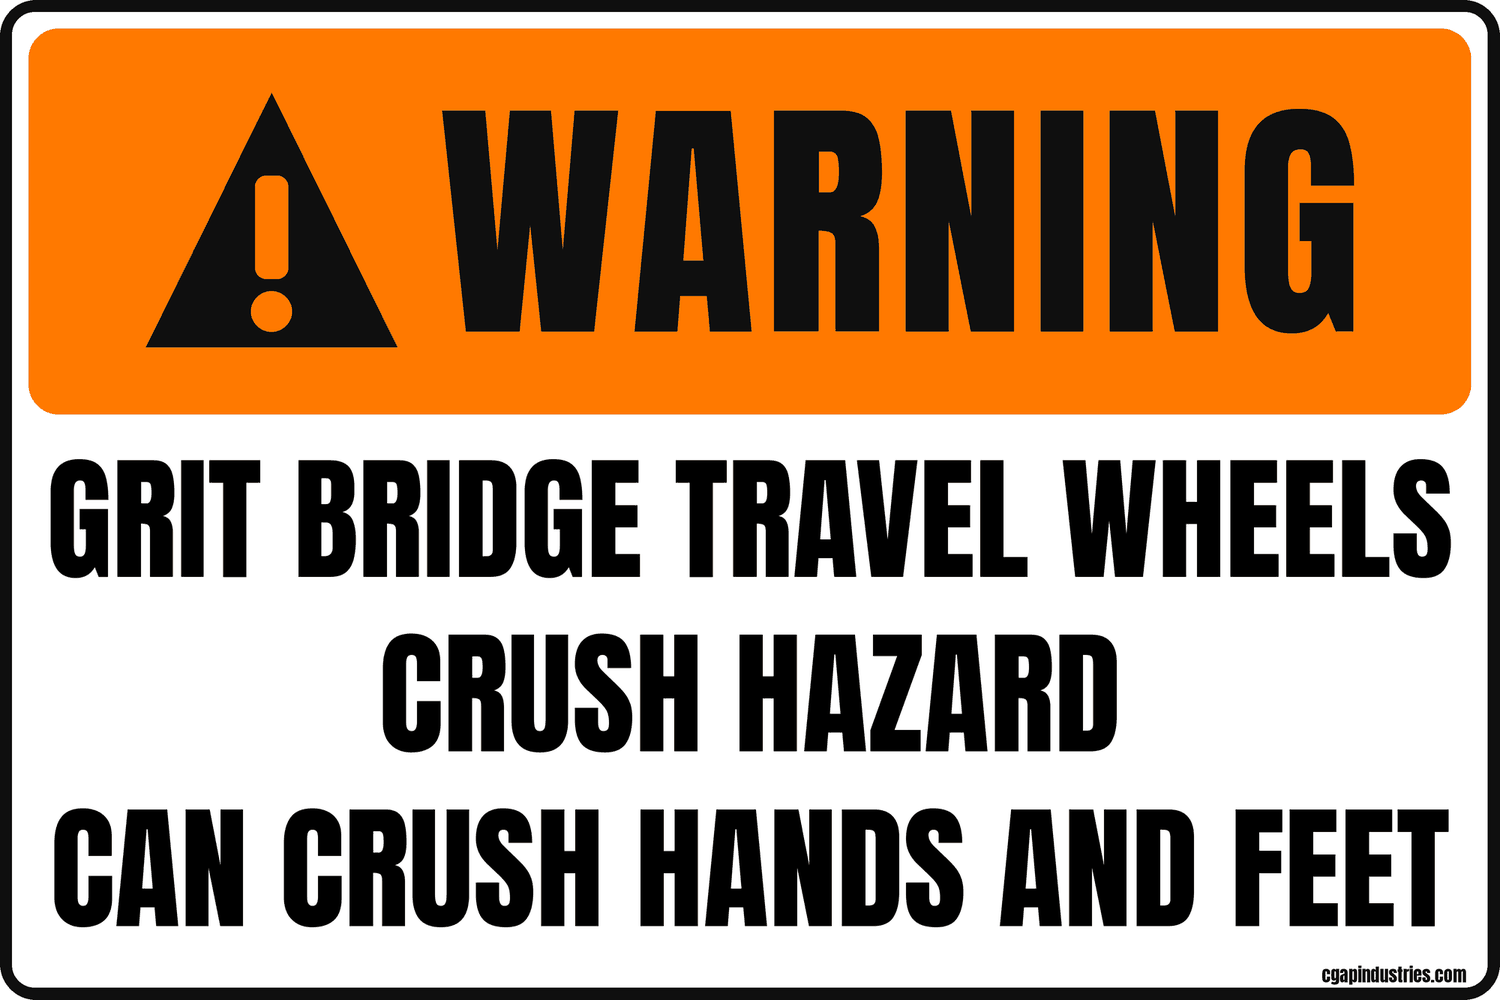 WARNING
GRIT BRIDGE TRAVEL WHEELS
CRUSH HAZARD
CAN CRUSH HANDS AND FEET
cgapindustries.com